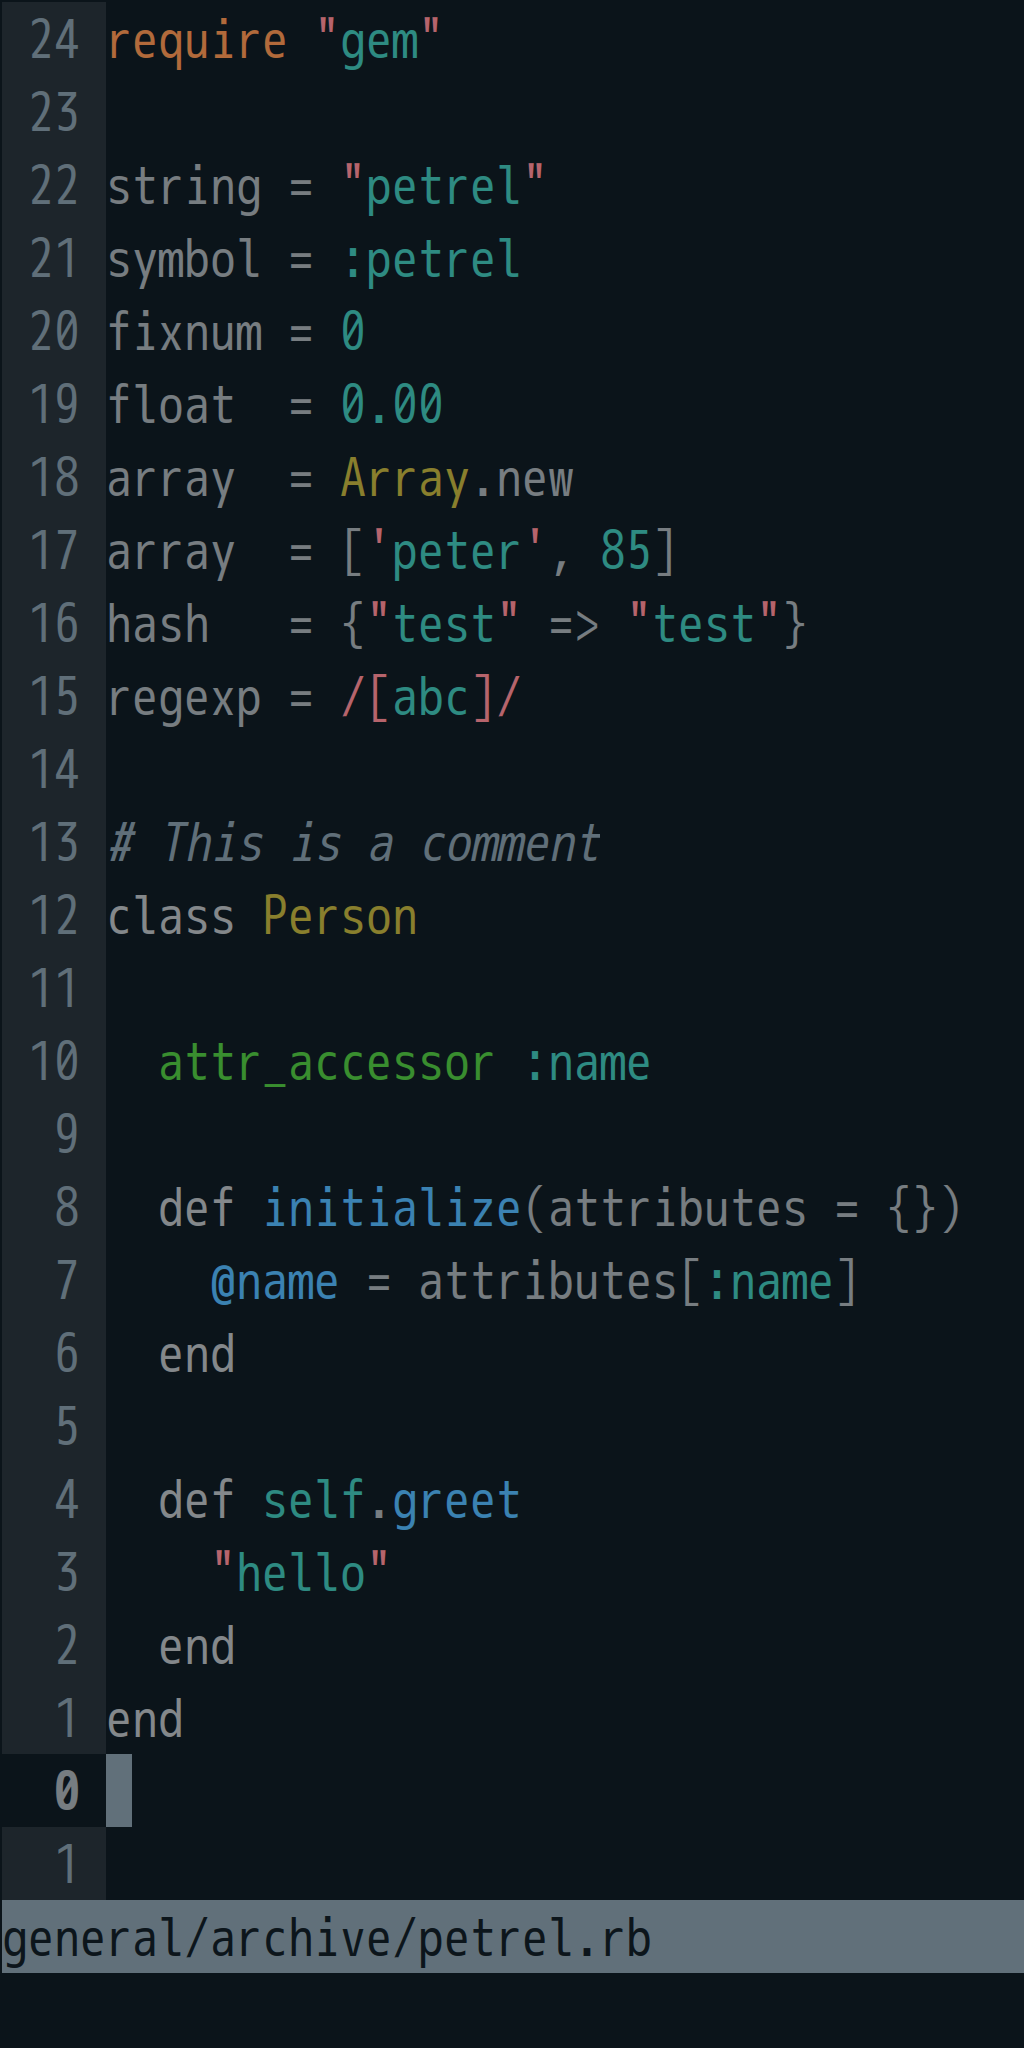 24 require "gem"
23
22 string = "petrel"
21 symbol = :petrel
20 fixnum = 0
19 float  = 0.00
18 array  = Array.new
17 array  = ['peter', 85]
16 hash   = {"test" => "test"}
15 regexp = /[abc]/
14
13 # This is a comment
12 class Person
11
10   attr_accessor :name
9
8   def initialize(attributes = {})
7     @name = attributes[:name]
6   end
5
4   def self.greet
3     "hello"
2   end
1 end
0
1
general/archive/petrel.rb